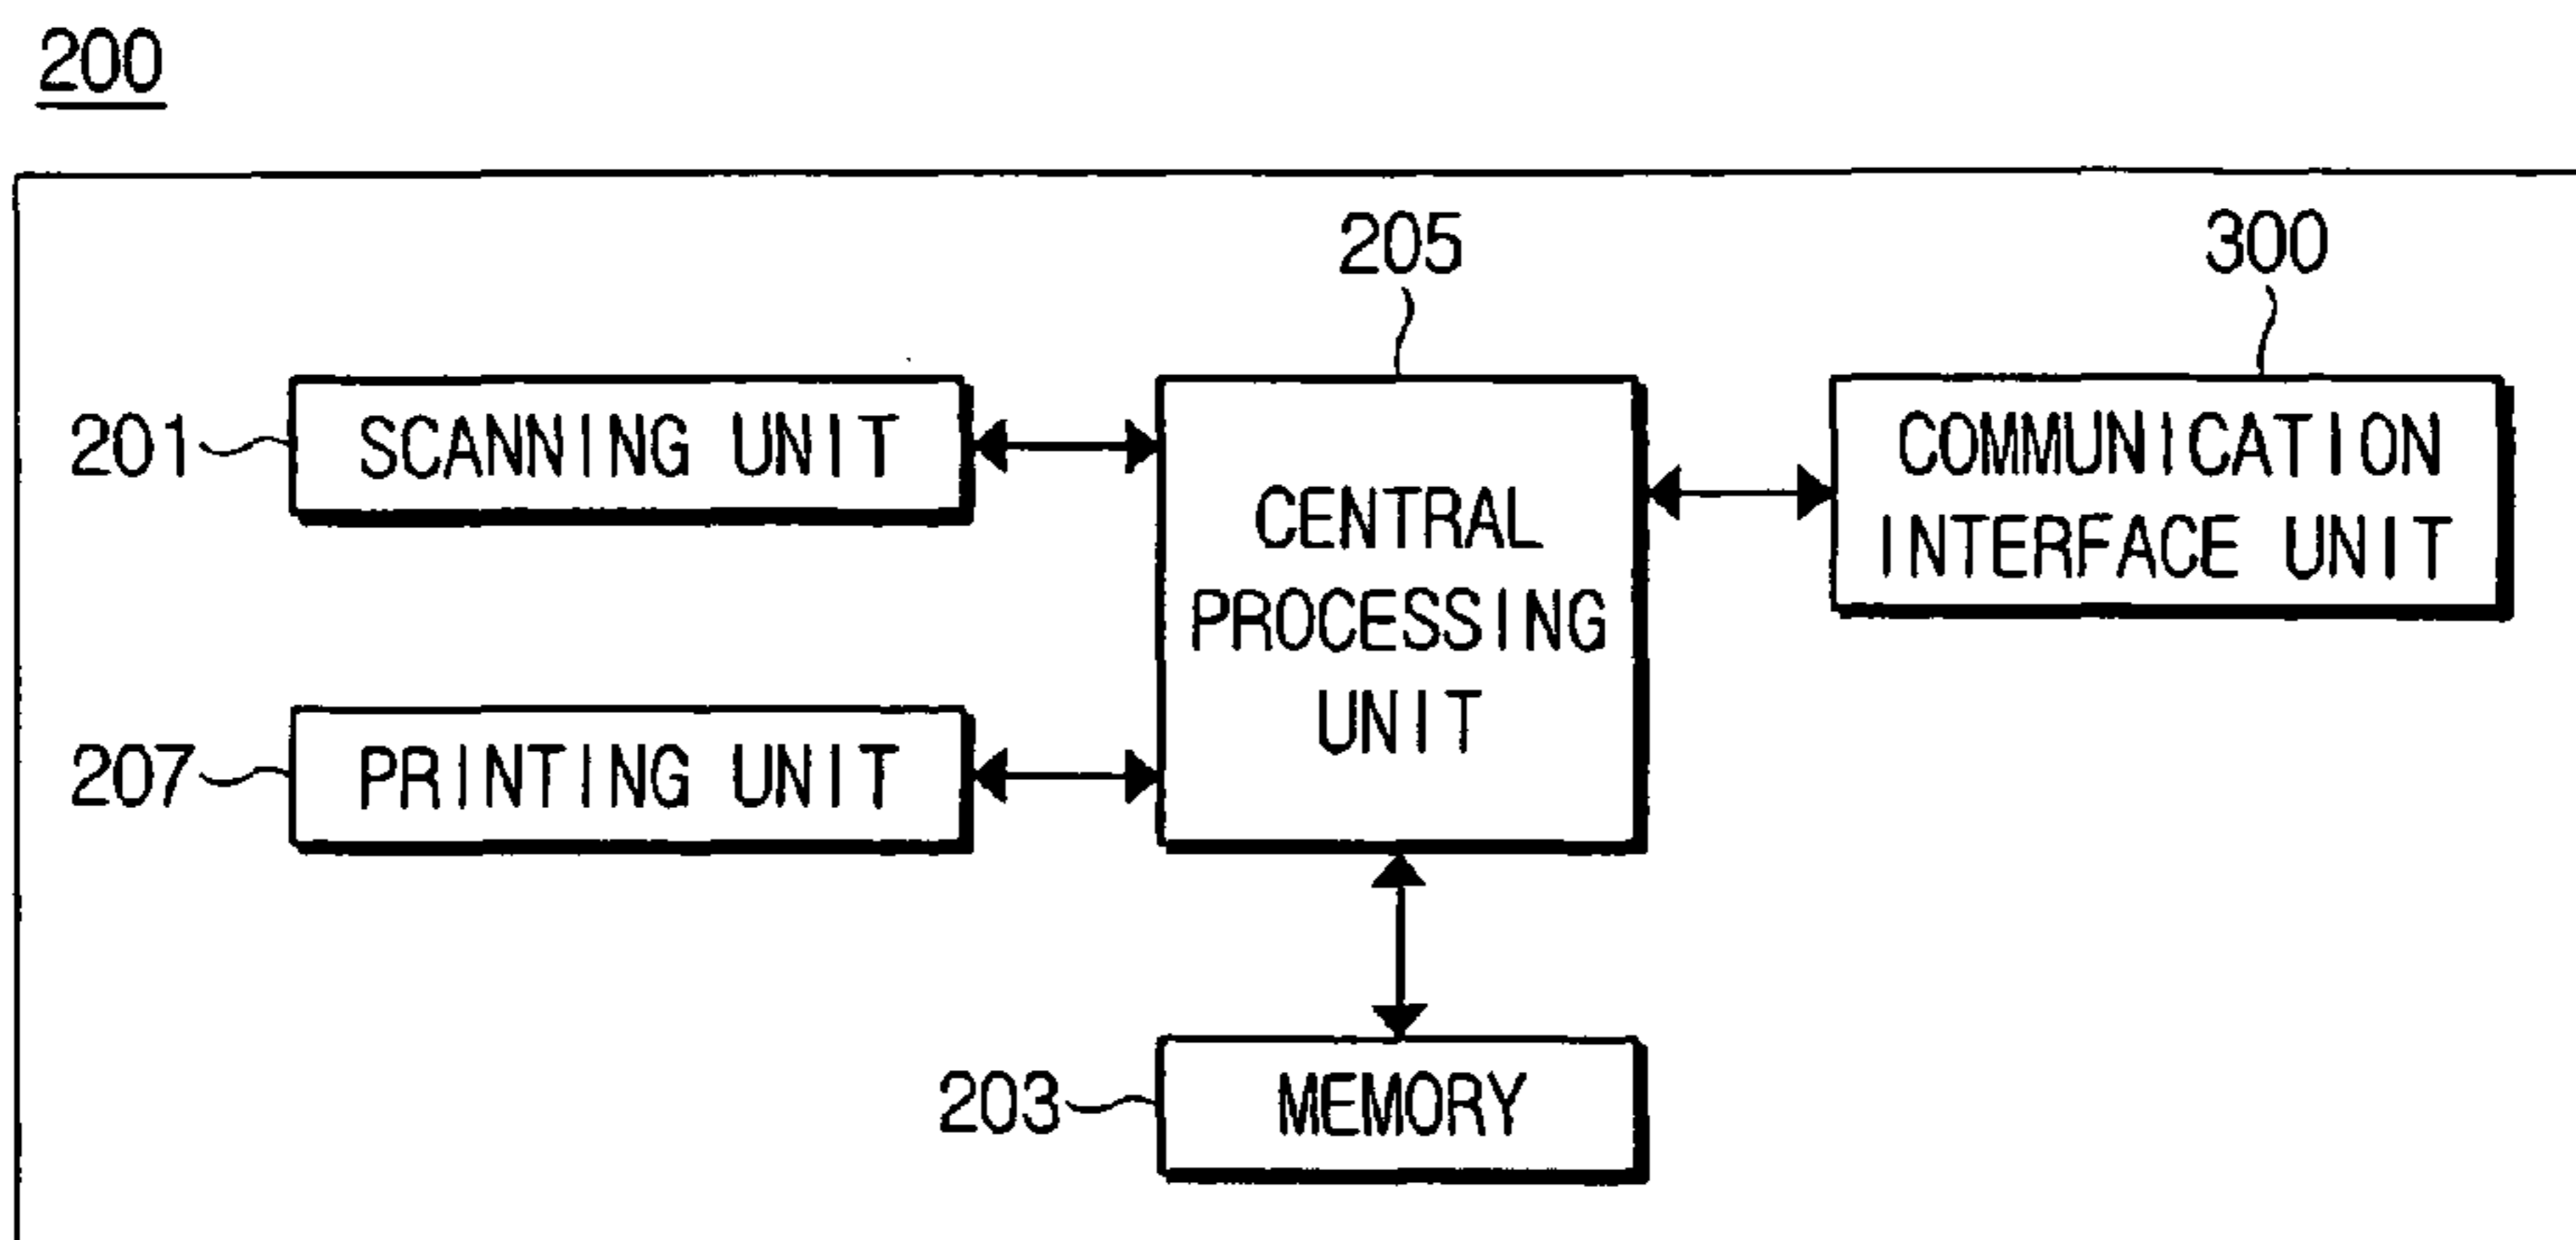 200
205
300
201
SCANNING UNIT
COMMUNICATION
INTERFACE UNIT
CENTRAL
PROCESSING
UNIT
207
PRINTING UNIT
203
MEMORY